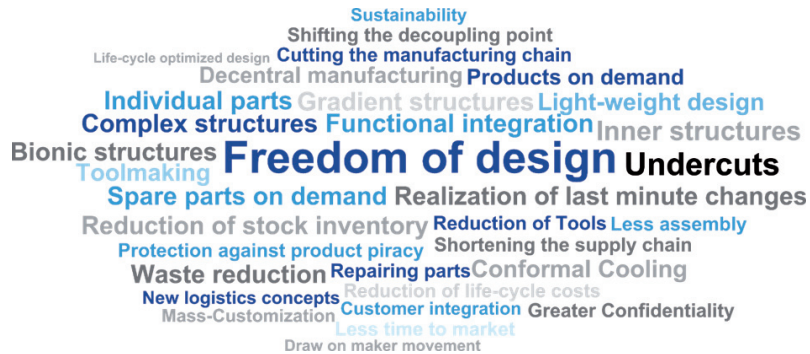 Sustainability
Shifting the decoupling point
Life-cycle optimized design Cutting the manufacturing chain
Decentral manufacturing Products on demand
Individual parts Gradient structures Light-weight design
Complex structures Functional integration Inner structures
Bionic structures Freedom of design Undercuts
Toolmaking
Spare parts on demand Realization of last minute changes
Reduction of stock inventory Reduction of Tools Less assembly
Protection against product piracy Shortening the supply chain
Waste reduction Repairing parts Conformal Cooling
New logistics concepts Reduction of life-cycle costs
Mass-Customization Customer integration Greater Confidentiality
Less time to market
Draw on maker movement